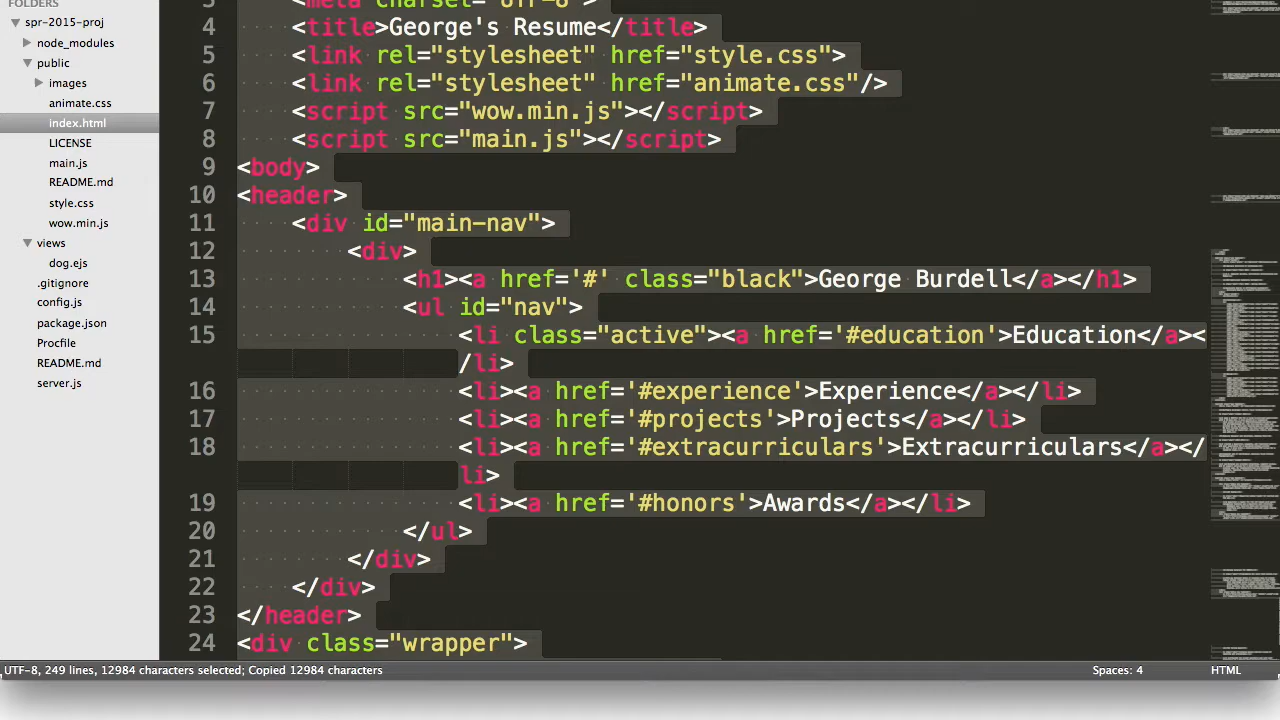 FOLDERS
spr-2015-proj
node_modules
public
images
animate.css
index.html
LICENSE
main.js
README.md
style.css
wow.min.js
views
dog.ejs
.gitignore
config.js
package.json
Procfile
README.md
server.js
3 <meta charset="UTF-8">
4 <title>George's Resume</title>
5 <link rel="stylesheet" href="style.css">
6 <link rel="stylesheet" href="animate.css"/>
7 <script src="wow.min.js"></script>
8 <script src="main.js"></script>
9 <body>
10 <header>
11 <div id="main-nav">
12 <div>
13 <h1><a href='#' class="black">George Burdell</a></h1>
14 <ul id="nav">
15 <li class="active"><a href='#education'>Education</a><
/li>
16 <li><a href='#experience'>Experience</a></li>
17 <li><a href='#projects'>Projects</a></li>
18 <li><a href='#extracurriculars'>Extracurriculars</a></
li>
19 <li><a href='#honors'>Awards</a></li>
20 </ul>
21 </div>
22 </div>
23 </header>
24 <div class="wrapper">
UTF-8, 249 lines, 12984 characters selected; Copied 12984 characters
Spaces: 4
HTML